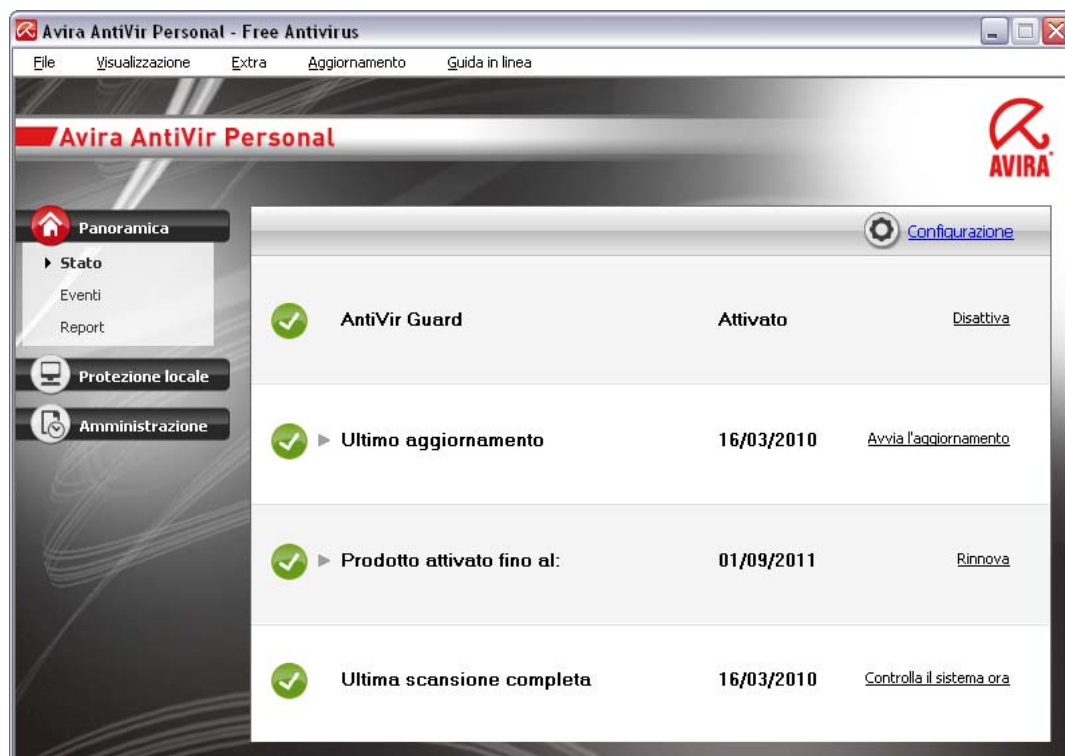 Avira AntiVir Personal - Free Antivirus
File Visualizzazione Extra Aggiornamento Guida in linea
Avira AntiVir Personal
AVIRA
Panoramica
Stato
Eventi
Report
Protezione locale
Amministrazione
Configurazione
AntiVir Guard Attivato Disattiva
Ultimo aggiornamento 16/03/2010 Avvia l'aggiornamento
Prodotto attivato fino al: 01/09/2011 Rinnova
Ultima scansione completa 16/03/2010 Controlla il sistema ora